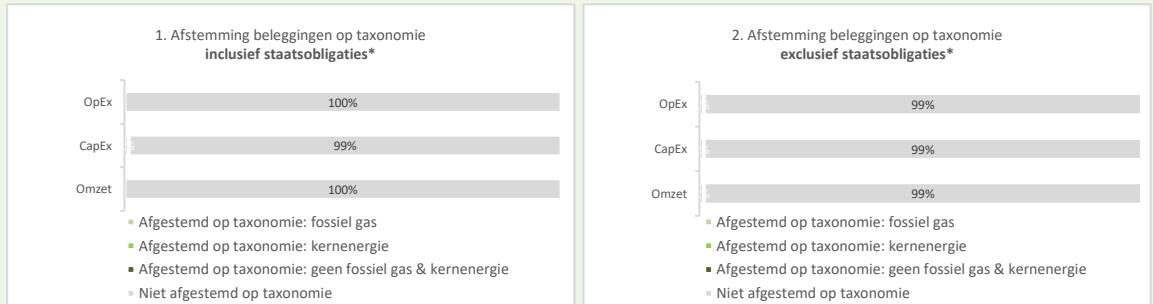 1. Afstemming beleggingen op taxonomie
inclusief staatsobligaties*
OpEx
100%
CapEx
99%
Omzet
100%
Afgestemd op taxonomie: fossiel gas
Afgestemd op taxonomie: kernenergie
Afgestemd op taxonomie: geen fossiel gas & kernenergie
Niet afgestemd op taxonomie
2. Afstemming beleggingen op taxonomie
exclusief staatsobligaties*
OpEx
99%
CapEx
99%
Omzet
99%
Afgestemd op taxonomie: fossiel gas
Afgestemd op taxonomie: kernenergie
Afgestemd op taxonomie: geen fossiel gas & kernenergie
Niet afgestemd op taxonomie